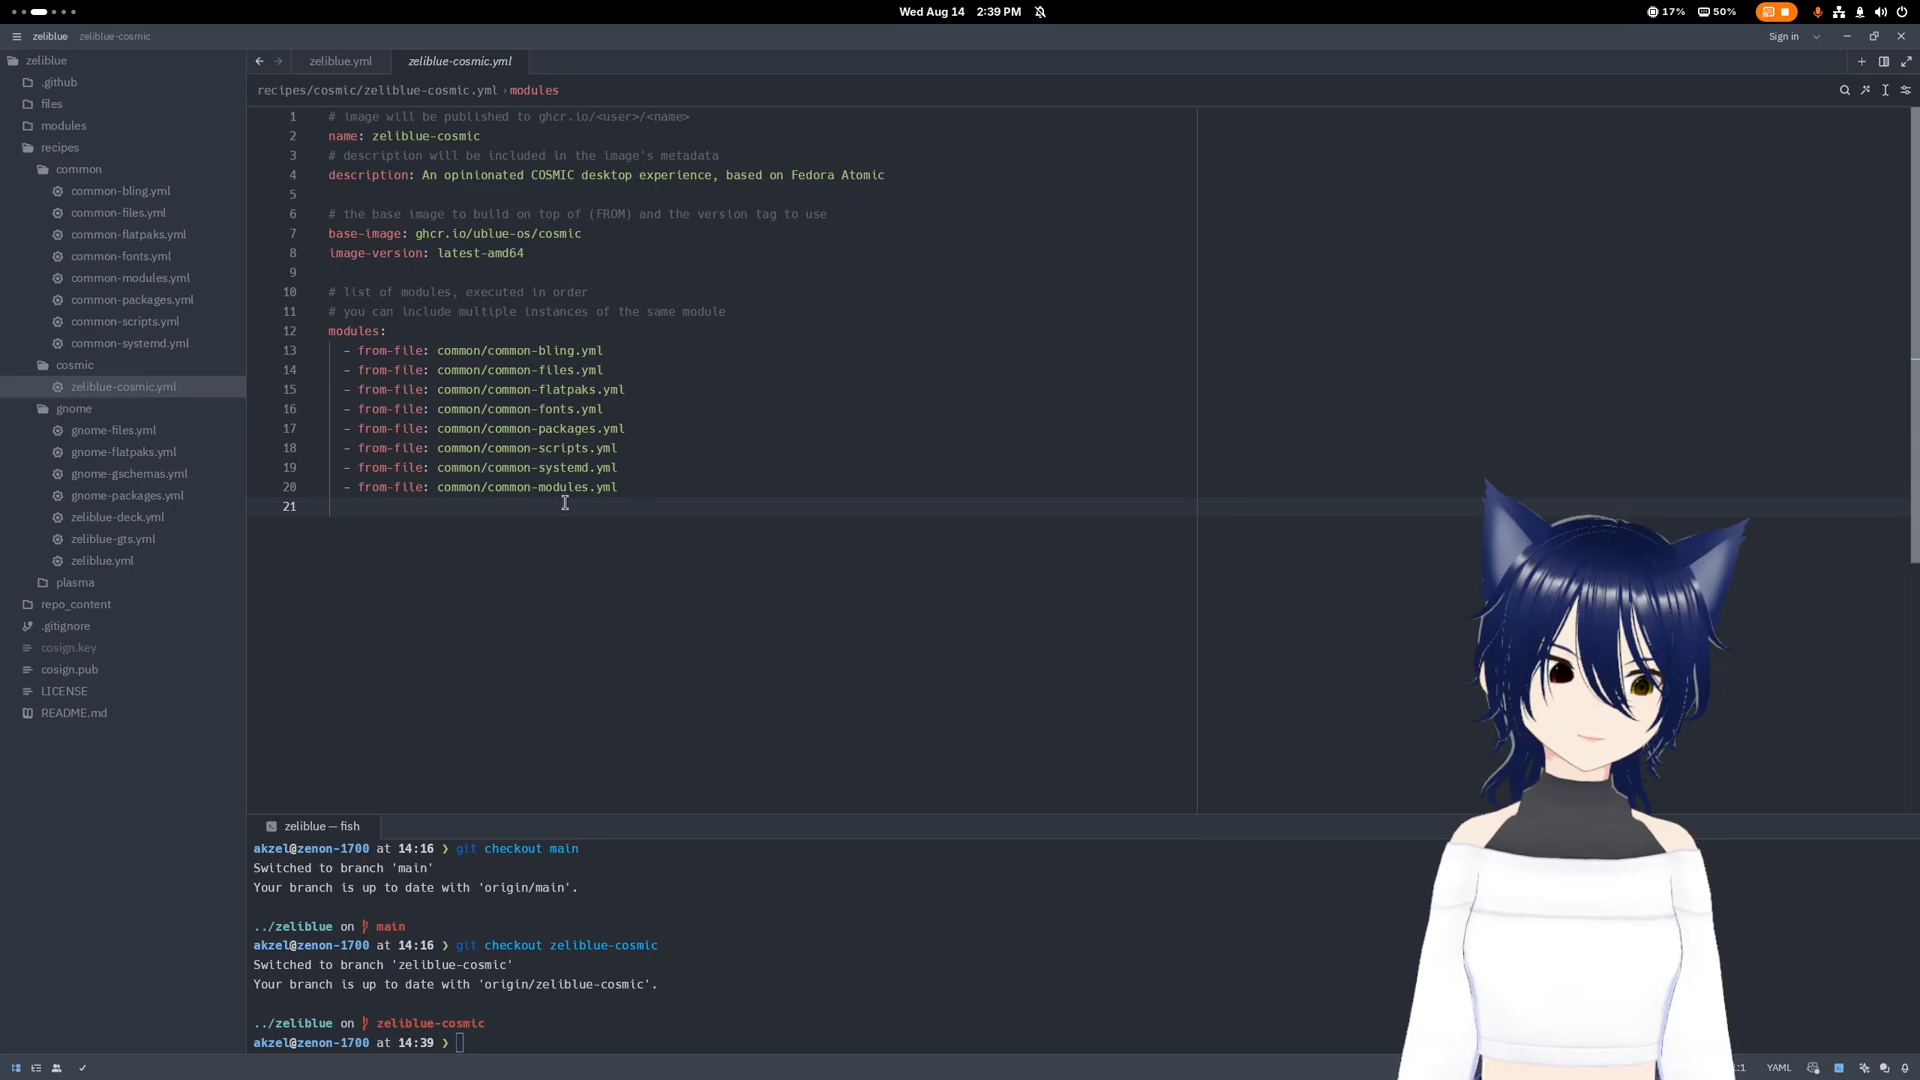 Wed Aug 14 2:39 PM
17% 50%
zeliblue zeliblue-cosmic
Sign in
zeliblue
.github
files
modules
recipes
common
common-bling.yml
common-files.yml
common-flatpaks.yml
common-fonts.yml
common-modules.yml
common-packages.yml
common-scripts.yml
common-systemd.yml
cosmic
zeliblue-cosmic.yml
gnome
gnome-files.yml
gnome-flatpaks.yml
gnome-gschemas.yml
gnome-packages.yml
zeliblue-deck.yml
zeliblue-gts.yml
zeliblue.yml
plasma
repo_content
.gitignore
cosign.key
cosign.pub
LICENSE
README.md
zeliblue.yml zeliblue-cosmic.yml
recipes/cosmic/zeliblue-cosmic.yml › modules
1 # image will be published to ghcr.io/<user>/<name>
2 name: zeliblue-cosmic
3 # description will be included in the image's metadata
4 description: An opinionated COSMIC desktop experience, based on Fedora Atomic
5
6 # the base image to build on top of (FROM) and the version tag to use
7 base-image: ghcr.io/ublue-os/cosmic
8 image-version: latest-amd64
9
10 # list of modules, executed in order
11 # you can include multiple instances of the same module
12 modules:
13 - from-file: common/common-bling.yml
14 - from-file: common/common-files.yml
15 - from-file: common/common-flatpaks.yml
16 - from-file: common/common-fonts.yml
17 - from-file: common/common-packages.yml
18 - from-file: common/common-scripts.yml
19 - from-file: common/common-systemd.yml
20 - from-file: common/common-modules.yml
21
zeliblue — fish
akzel@zenon-1700 at 14:16 ❯ git checkout main
Switched to branch 'main'
Your branch is up to date with 'origin/main'.
../zeliblue on main
akzel@zenon-1700 at 14:16 ❯ git checkout zeliblue-cosmic
Switched to branch 'zeliblue-cosmic'
Your branch is up to date with 'origin/zeliblue-cosmic'.
../zeliblue on zeliblue-cosmic
akzel@zenon-1700 at 14:39 ❯
:1 YAML